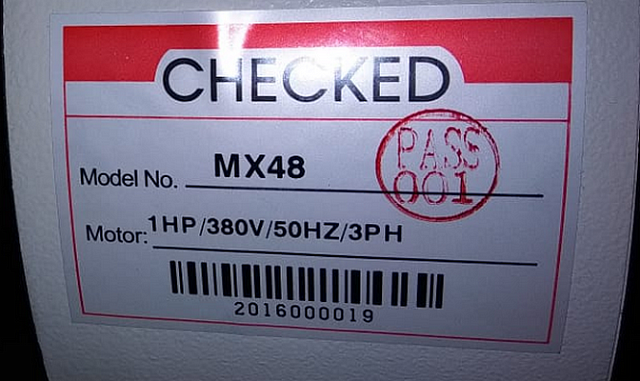 CHECKED
PASS
001
Model No. MX48
Motor: 1HP/380V/50HZ/3PH
2016000019